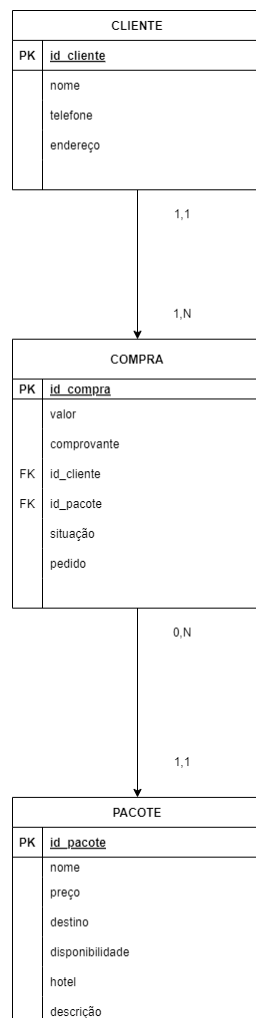 CLIENTE
PK id_cliente
nome
telefone
endereço
1,1
1,N
COMPRA
PK id_compra
valor
comprovante
FK id_cliente
FK id_pacote
situação
pedido
0,N
1,1
PACOTE
PK id_pacote
nome
preço
destino
disponibilidade
hotel
descrição